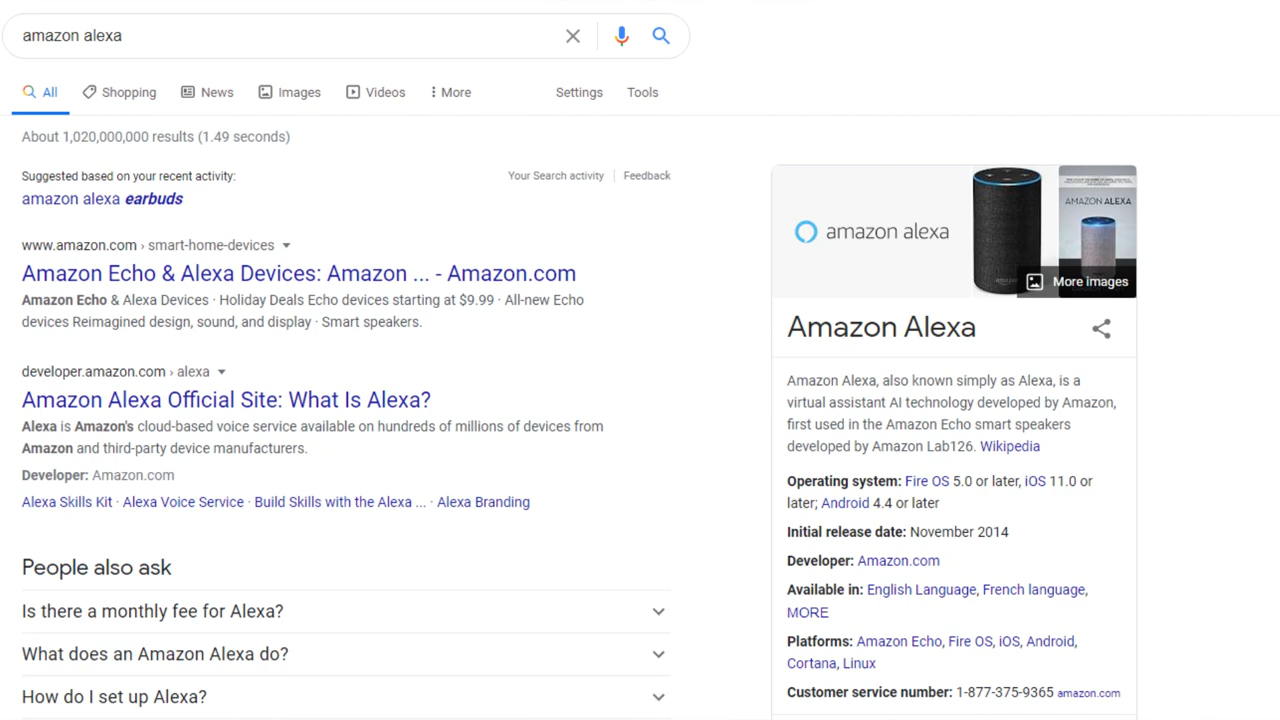 amazon alexa
All
Shopping
News
Images
Videos
More
Settings
Tools
About 1,020,000,000 results (1.49 seconds)
Suggested based on your recent activity:
Your Search activity
Feedback
amazon alexa earbuds
www.amazon.com › smart-home-devices
Amazon Echo & Alexa Devices: Amazon ... - Amazon.com
Amazon Echo & Alexa Devices · Holiday Deals Echo devices starting at $9.99 · All-new Echo
devices Reimagined design, sound, and display · Smart speakers.
developer.amazon.com › alexa
Amazon Alexa Official Site: What Is Alexa?
Alexa is Amazon's cloud-based voice service available on hundreds of millions of devices from
Amazon and third-party device manufacturers.
Developer: Amazon.com
Alexa Skills Kit · Alexa Voice Service · Build Skills with the Alexa ... · Alexa Branding
People also ask
Is there a monthly fee for Alexa?
What does an Amazon Alexa do?
How do I set up Alexa?
amazon alexa
AMAZON ALEXA
More images
Amazon Alexa
Amazon Alexa, also known simply as Alexa, is a
virtual assistant AI technology developed by Amazon,
first used in the Amazon Echo smart speakers
developed by Amazon Lab126. Wikipedia
Operating system: Fire OS 5.0 or later, iOS 11.0 or
later; Android 4.4 or later
Initial release date: November 2014
Developer: Amazon.com
Available in: English Language, French language,
MORE
Platforms: Amazon Echo, Fire OS, iOS, Android,
Cortana, Linux
Customer service number: 1-877-375-9365 amazon.com